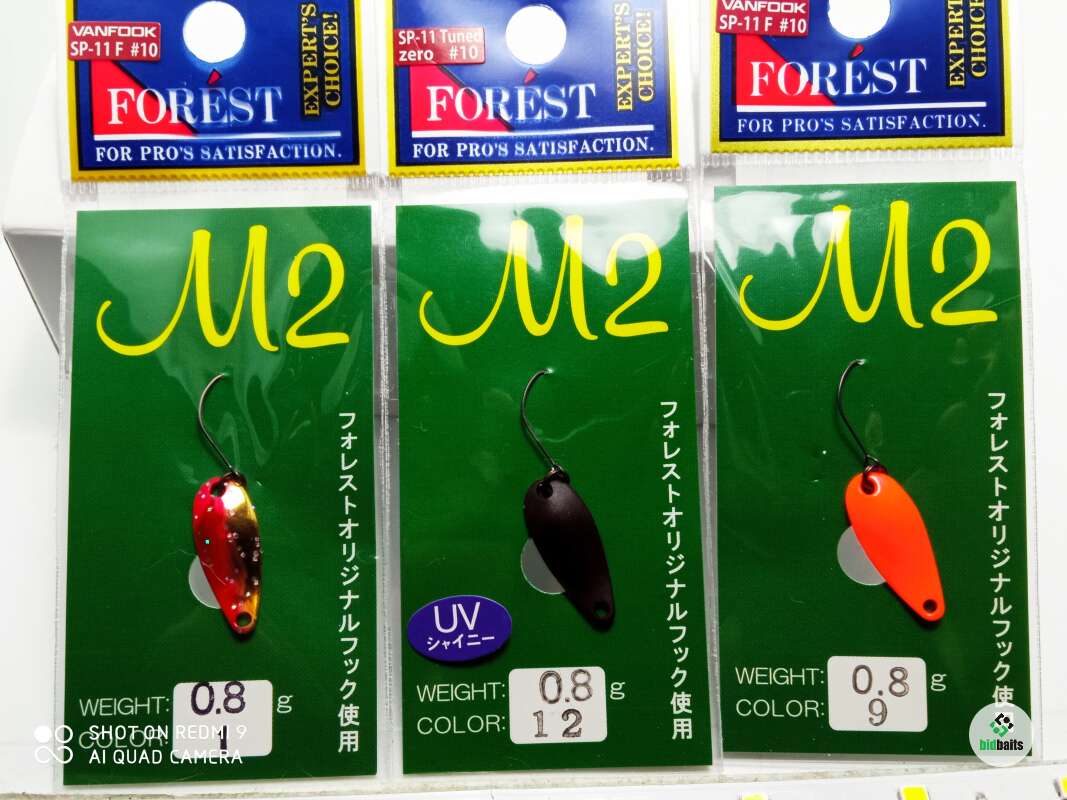 VANFOOK
SP-11 F #10
EXPERT'S
CHOICE!
FORÉST
FOR PRO'S SATISFACTION.
M2
フォレストオリジナルフック使用
WEIGHT: 0.8 g
COLOR: 1
SP-11 Tuned
zero #10
EXPERT'S
CHOICE!
FORÉST
FOR PRO'S SATISFACTION.
M2
フォレストオリジナルフック使用
UV
シャイニー
WEIGHT: 0.8 g
COLOR: 12
VANFOOK
SP-11 F #10
EXPERT'S
CHOICE!
FORÉST
FOR PRO'S SATISFACTION.
M2
フォレストオリジナルフック使
WEIGHT: 0.8 g
COLOR: 9
SHOT ON REDMI 9
AI QUAD CAMERA
bidbaits